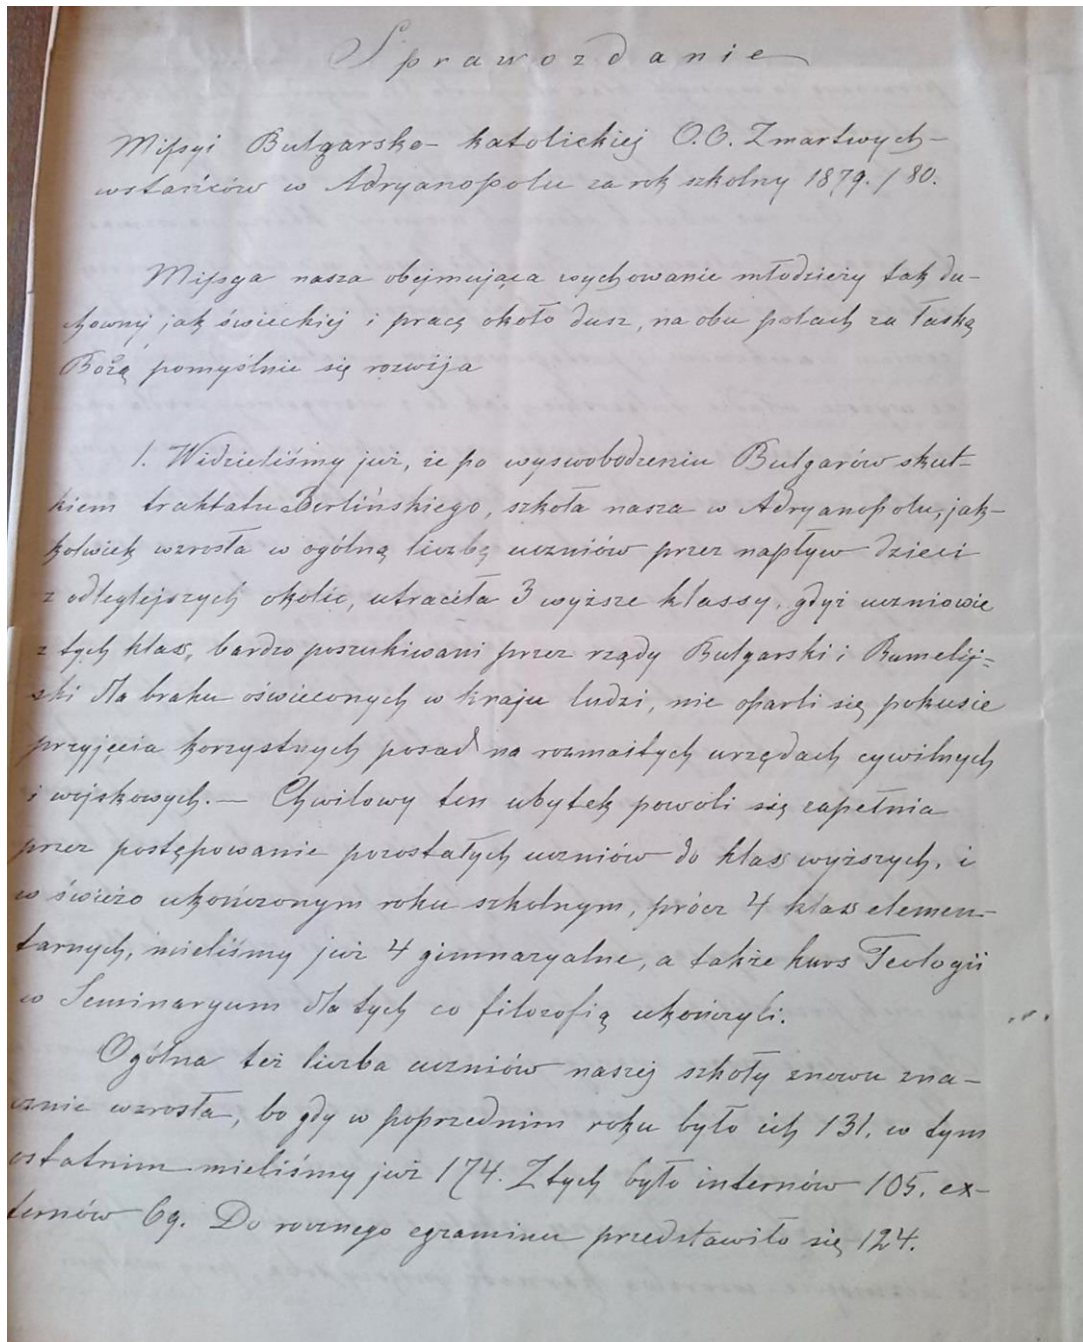 Sprawozdanie
Missyi Bulgarsko-katolickiej O.O. Zmartwych-
wstańców w Adryanopolu za rok szkolny 1879./80.
Missya nasza obejmująca wychowanie młodzieży tak du-
chownéj jak świeckiej i pracę około dusz, na obu polach za łaską
Bożą pomyślnie się rozwija
1. Widzieliśmy już, że po wyswobodzeniu Bulgarów skut-
kiem traktatu Berlińskiego, szkoła nasza w Adryanopolu, jak-
kolwiek wzrosła w ogólną liczbę uczniów przez napływ dzieci
z odleglejszych okolic, utraciła 3 wyższe klassy, gdyż uczniowie
z tych klas, bardzo poszukiwani przez rządy Bulgarski i Rumelij-
ski dla braku oświeconych w kraju ludzi, nie oparli się pokusie
przyjęcia korzystnych posad na rozmaitych urzędach cywilnych
i wojskowych. — Chwilowy ten ubytek powoli się zapełnia
przez postępowanie pozostałych uczniów do klas wyższych, i
w świeżo ukończonym roku szkolnym, prócz 4 klas elemen-
tarnych, mieliśmy już 4 gimnazyalne, a także kurs Teologii
w Seminaryum dla tych co filozofią ukończyli.
Ogólna też liczba uczniów naszej szkoły znowu zna-
cznie wzrosła, bo gdy w poprzednim roku było ich 131. w tym
ostatnim mieliśmy już 174. Z tych było internów 105. ex-
ternów 69. Do rocznego egzaminu przedstawiło się 124.